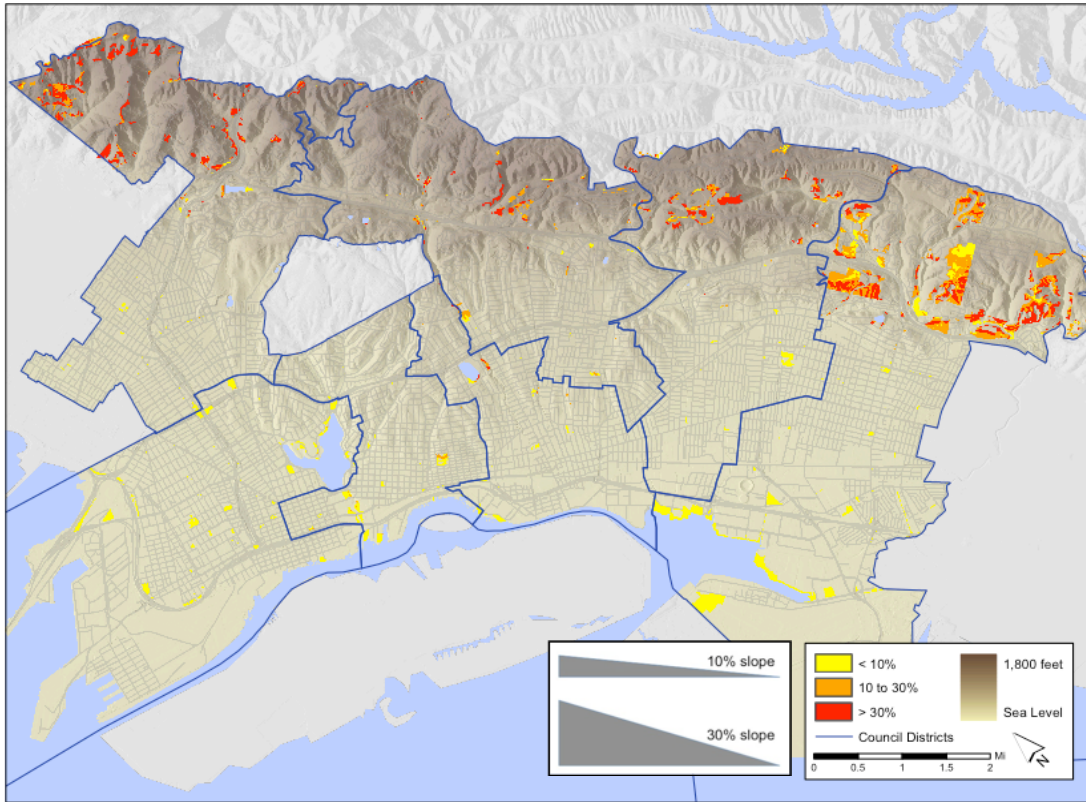 10% slope
30% slope
< 10%
10 to 30%
> 30%
Council Districts
1,800 feet
Sea Level
N
0 0.5 1 1.5 2 Mi